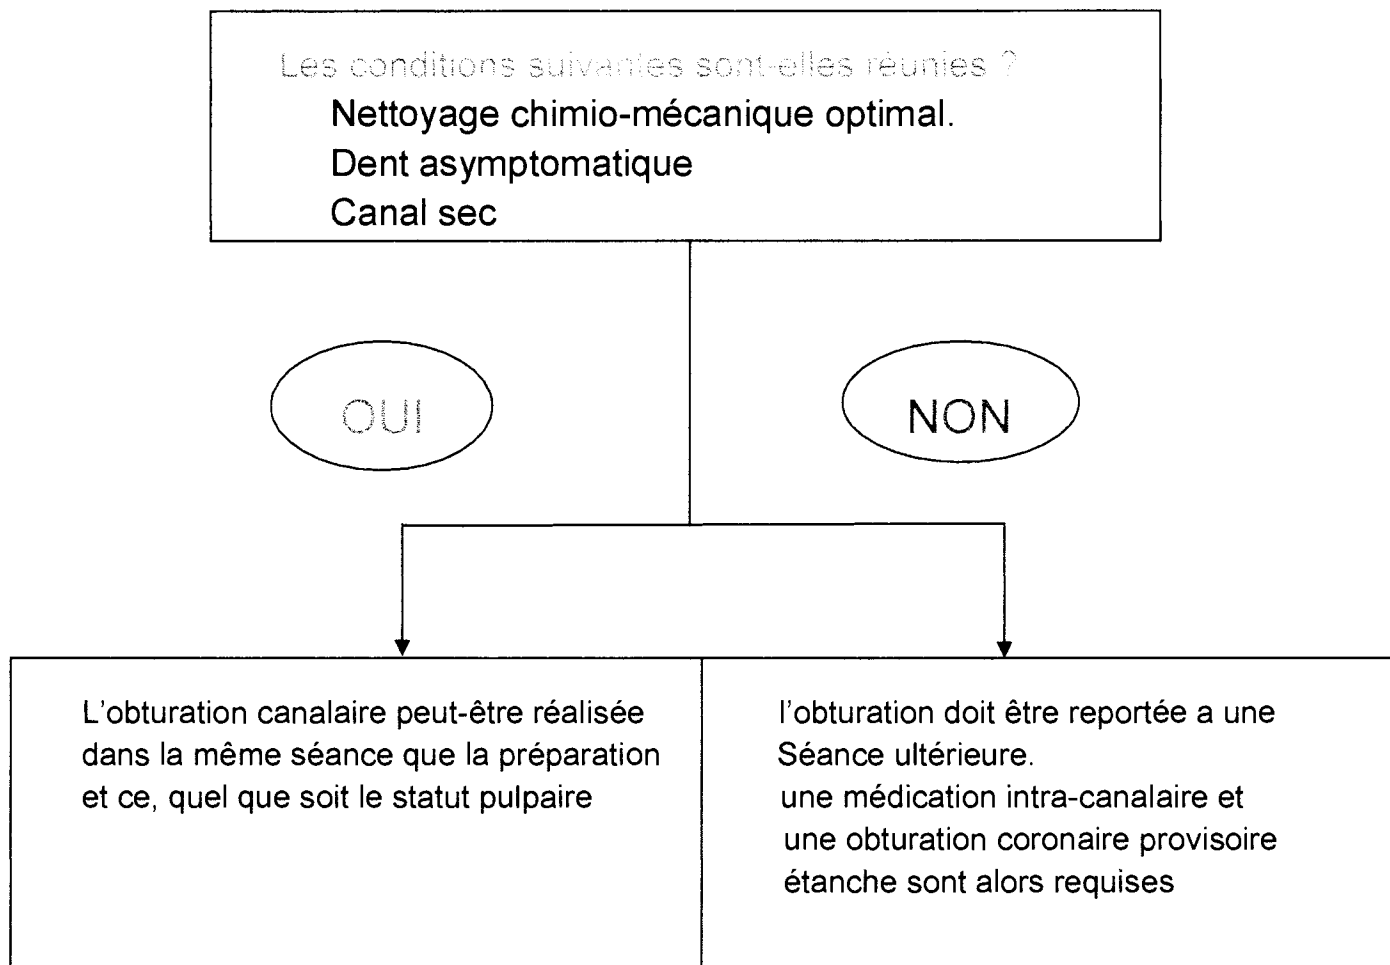 Les conditions suivantes sont-elles réunies ?
Nettoyage chimio-mécanique optimal.
Dent asymptomatique
Canal sec
OUI
NON
L'obturation canalaire peut-être réalisée
dans la même séance que la préparation
et ce, quel que soit le statut pulpaire
l'obturation doit être reportée a une
Séance ultérieure.
une médication intra-canalaire et
une obturation coronaire provisoire
étanche sont alors requises